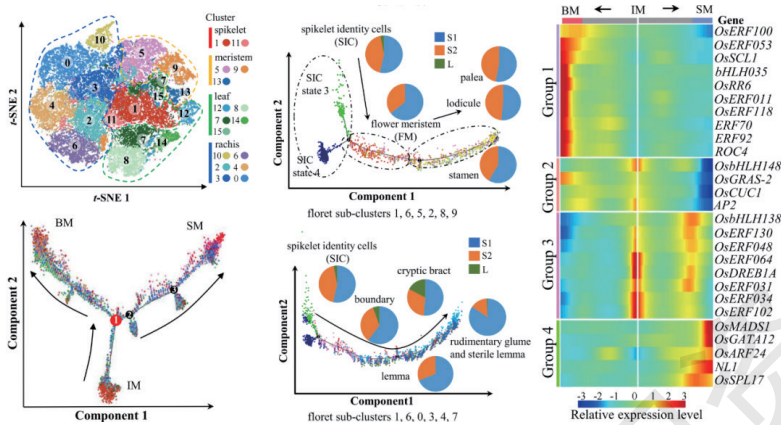 t-SNE 2
10
0
5
9
3
7
13
4
15
1
12
2
11
6
7
14
8
t-SNE 1
Cluster
spikelet
1 11
meristem
5 9
13
leaf
12 8
7 14
15
rachis
10 6
2 4
3 0
Component 2
BM
SM
1
2
3
IM
Component 1
spikelet identity
cells (SIC)
S1
S2
L
SIC
state 3
palea
lodicule
flower meristem
(FM)
SIC
state 4
stamen
Component 2
Component 1
floret sub-clusters 1, 6, 5, 2, 8, 9
spikelet identity cells
(SIC)
S1
S2
L
cryptic bract
boundary
rudimentary glume
and sterile lemma
lemma
Component2
Component1
floret sub-clusters 1, 6, 0, 3, 4, 7
BM IM SM Gene
Group 1
OsERF100
OsERF053
OsSCL1
bHLH035
OsRR6
OsERF011
OsERF118
ERF70
ERF92
ROC4
Group 2
OsbHLH148
OsGRAS-2
OsCUC1
AP2
Group 3
OsbHLH138
OsERF130
OsERF048
OsERF064
OsDREB1A
OsERF031
OsERF034
OsERF102
Group 4
OsMADS1
OsGATA12
OsARF24
NL1
OsSPL17
-3 -2 -1 0 1 2 3
Relative expression level